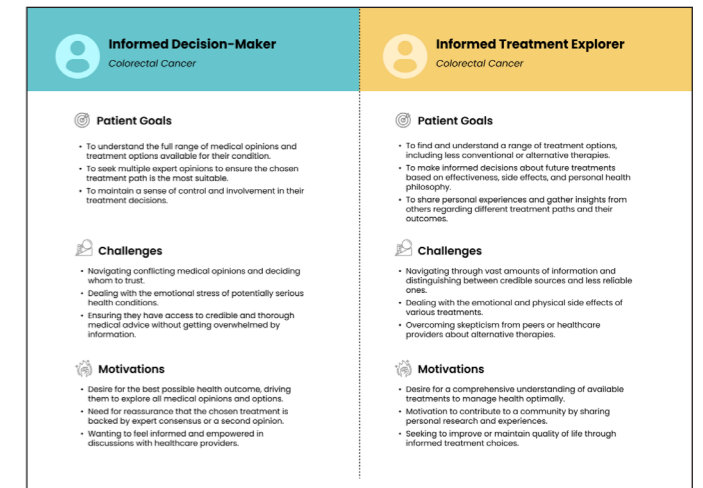 Informed Decision-Maker
Colorectal Cancer
Patient Goals
• To understand the full range of medical opinions and
treatment options available for their condition.
• To seek multiple expert opinions to ensure the chosen
treatment path is the most suitable.
• To maintain a sense of control and involvement in their
treatment decisions.
Challenges
• Navigating conflicting medical opinions and deciding
whom to trust.
• Dealing with the emotional stress of potentially serious
health conditions.
• Ensuring they have access to credible and thorough
medical advice without getting overwhelmed by
information.
Motivations
• Desire for the best possible health outcome, driving
them to explore all medical opinions and options.
• Need for reassurance that the chosen treatment is
backed by expert consensus or a second opinion.
• Wanting to feel informed and empowered in
discussions with healthcare providers.
Informed Treatment Explorer
Colorectal Cancer
Patient Goals
• To find and understand a range of treatment options,
including less conventional or alternative therapies.
• To make informed decisions about future treatments
based on effectiveness, side effects, and personal health
philosophy.
• To share personal experiences and gather insights from
others regarding different treatment paths and their
outcomes.
Challenges
• Navigating through vast amounts of information and
distinguishing between credible sources and less reliable
ones.
• Dealing with the emotional and physical side effects of
various treatments.
• Overcoming skepticism from peers or healthcare
providers about alternative therapies.
Motivations
• Desire for a comprehensive understanding of available
treatments to manage health optimally.
• Motivation to contribute to a community by sharing
personal research and experiences.
• Seeking to improve or maintain quality of life through
informed treatment choices.